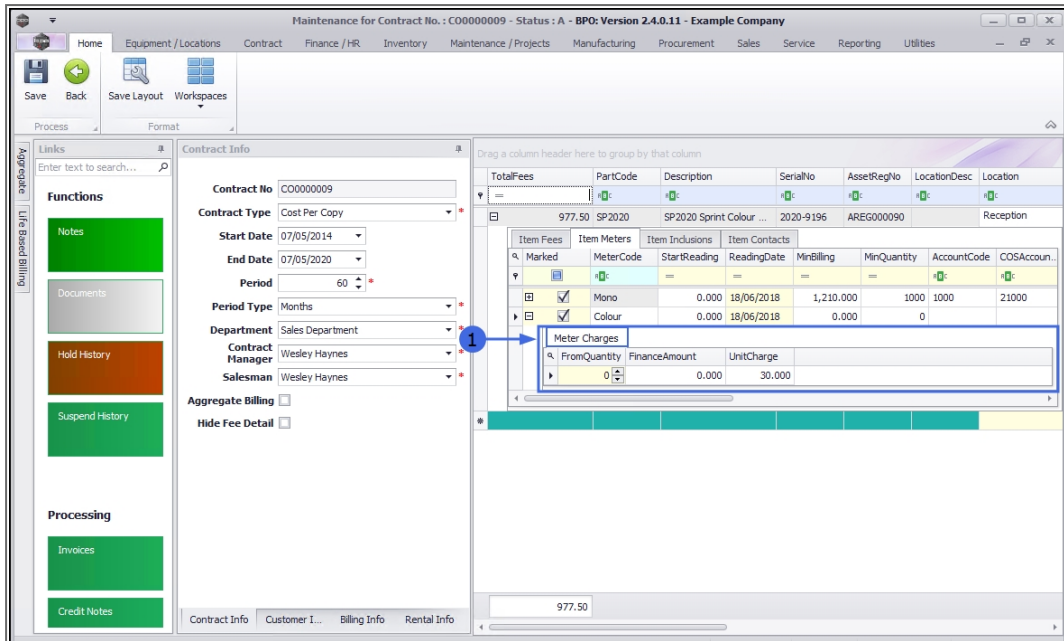 Maintenance for Contract No. : CO0000009 - Status : A - BPO: Version 2.4.0.11 - Example Company
Home Equipment / Locations Contract Finance / HR Inventory Maintenance / Projects Manufacturing Procurement Sales Service Reporting Utilities
Save Back Save Layout Workspaces
Process Format
Aggregate
Life Based Billing
Links
Enter text to search...
Functions
Notes
Documents
Hold History
Suspend History
Processing
Invoices
Credit Notes
Contract Info
Contract No CO0000009
Contract Type Cost Per Copy *
Start Date 07/05/2014
End Date 07/05/2020
Period 60 *
Period Type Months *
Department Sales Department *
Contract Manager Wesley Haynes *
Salesman Wesley Haynes *
Aggregate Billing
Hide Fee Detail
Contract Info Customer I... Billing Info Rental Info
Drag a column header here to group by that column
TotalFees PartCode Description SerialNo AssetRegNo LocationDesc Location
977.50 SP2020 SP2020 Sprint Colour ... 2020-9196 AREG000090 Reception
Item Fees Item Meters Item Inclusions Item Contacts
Marked MeterCode StartReading ReadingDate MinBilling MinQuantity AccountCode COSAccoun...
Mono 0.000 18/06/2018 1,210.000 1000 1000 21000
Colour 0.000 18/06/2018 0.000 0
1
Meter Charges
FromQuantity FinanceAmount UnitCharge
0 0.000 30.000
977.50